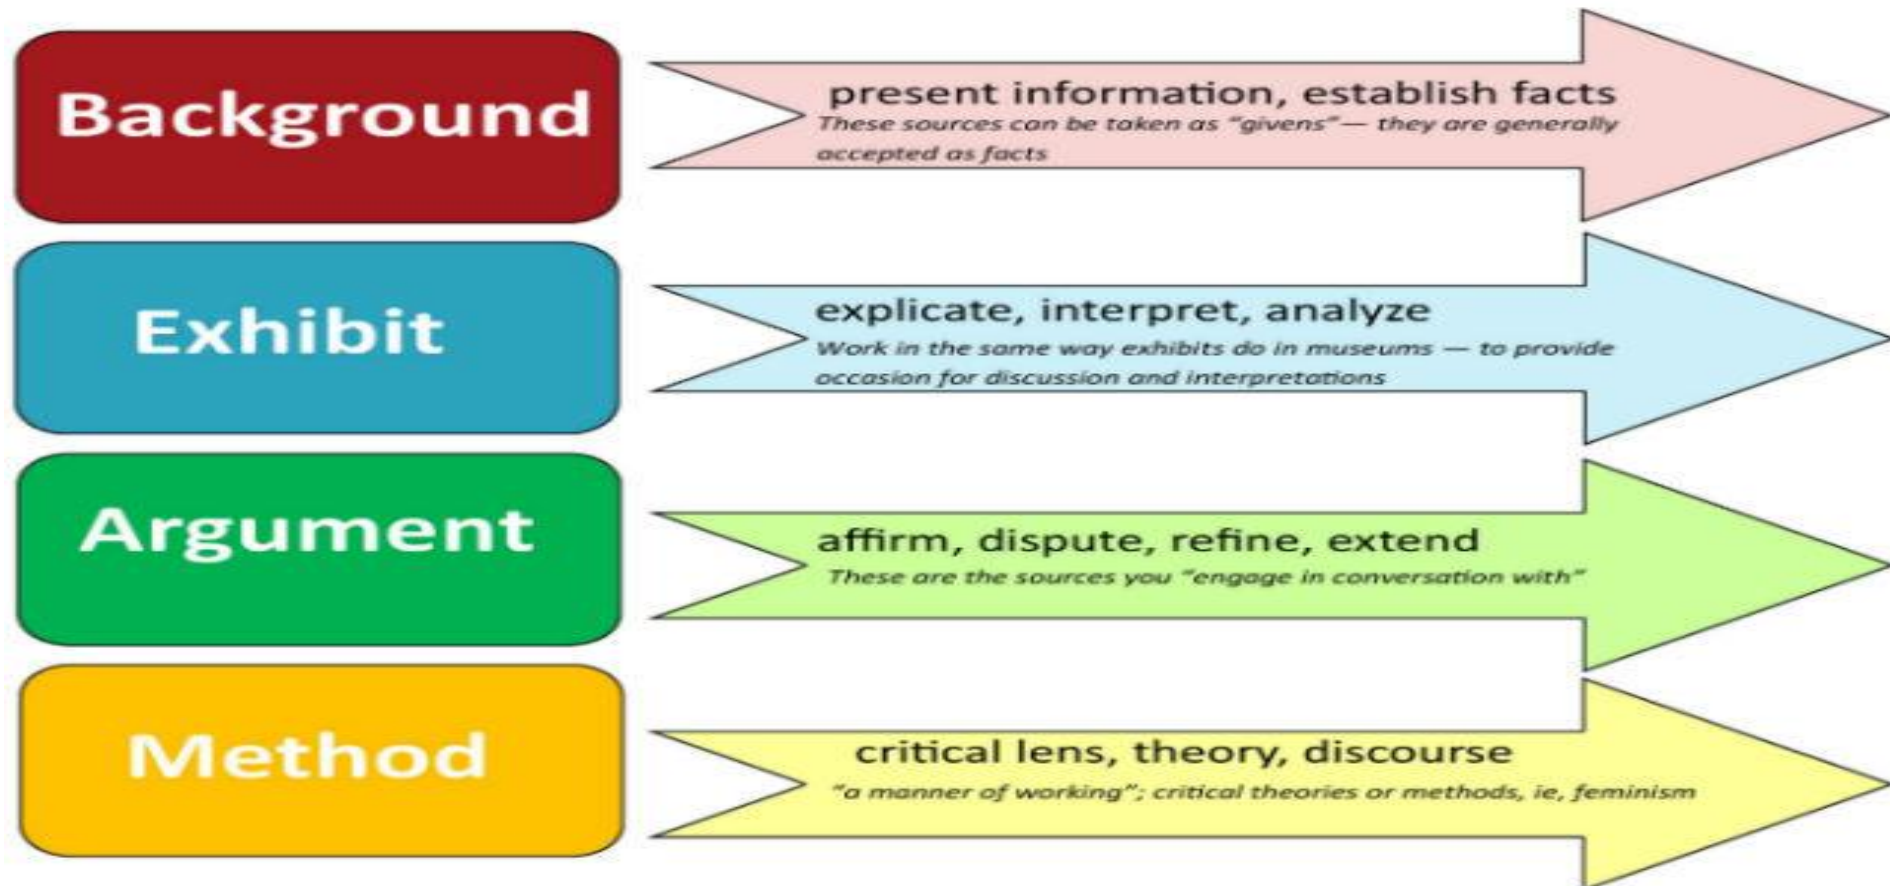 Background
present information, establish facts
These sources can be taken as “givens”— they are generally
accepted as facts
Exhibit
explicate, interpret, analyze
Work in the same way exhibits do in museums — to provide
occasion for discussion and interpretations
Argument
affirm, dispute, refine, extend
These are the sources you “engage in conversation with”
Method
critical lens, theory, discourse
“a manner of working”; critical theories or methods, ie, feminism